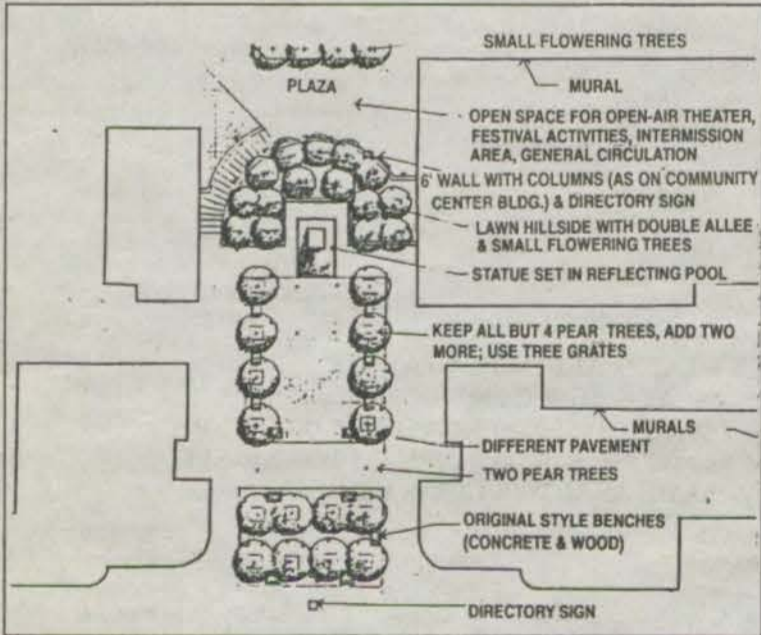 SMALL FLOWERING TREES
MURAL
PLAZA
OPEN SPACE FOR OPEN-AIR THEATER,
FESTIVAL ACTIVITIES, INTERMISSION
AREA, GENERAL CIRCULATION
6' WALL WITH COLUMNS (AS ON COMMUNITY
CENTER BLDG.) & DIRECTORY SIGN
LAWN HILLSIDE WITH DOUBLE ALLEE
& SMALL FLOWERING TREES
STATUE SET IN REFLECTING POOL
KEEP ALL BUT 4 PEAR TREES, ADD TWO
MORE; USE TREE GRATES
MURALS
DIFFERENT PAVEMENT
TWO PEAR TREES
ORIGINAL STYLE BENCHES
(CONCRETE & WOOD)
DIRECTORY SIGN